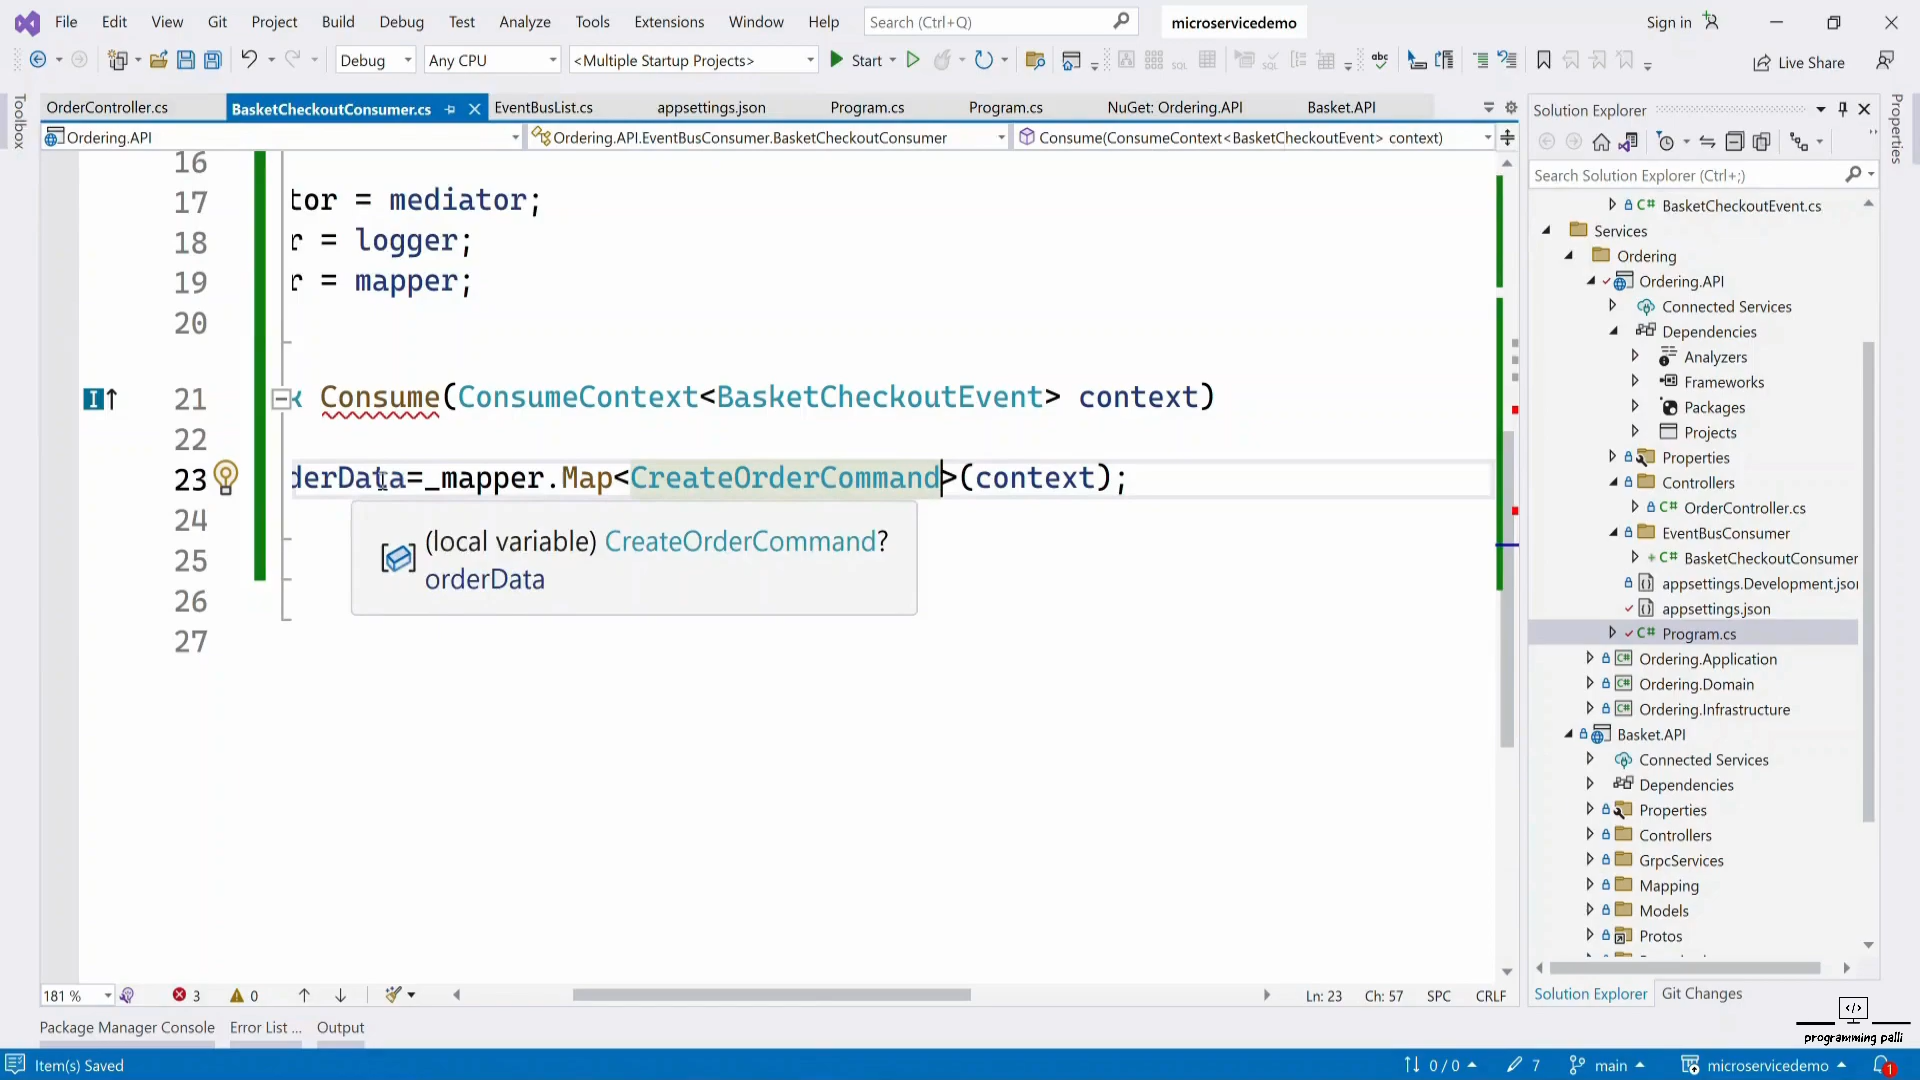 File Edit View Git Project Build Debug Test Analyze Tools Extensions Window Help Search (Ctrl+Q) microservicedemo Sign in
Debug Any CPU <Multiple Startup Projects> Start Live Share
Toolbox
OrderController.cs BasketCheckoutConsumer.cs EventBusList.cs appsettings.json Program.cs Program.cs NuGet: Ordering.API Basket.API
Ordering.API Ordering.API.EventBusConsumer.BasketCheckoutConsumer Consume(ConsumeContext<BasketCheckoutEvent> context)
16
17 tor = mediator;
18 r = logger;
19 r = mapper;
20
21 k Consume(ConsumeContext<BasketCheckoutEvent> context)
22
23 derData=_mapper.Map<CreateOrderCommand>(context);
24
(local variable) CreateOrderCommand?
orderData
25
26
27
181 % 3 0 Ln: 23 Ch: 57 SPC CRLF
Package Manager Console Error List ... Output
Item(s) Saved 0 / 0 7 main microservicedemo 1
Solution Explorer
Search Solution Explorer (Ctrl+;)
C# BasketCheckoutEvent.cs
Services
Ordering
Ordering.API
Connected Services
Dependencies
Analyzers
Frameworks
Packages
Projects
Properties
Controllers
C# OrderController.cs
EventBusConsumer
+ C# BasketCheckoutConsumer
appsettings.Development.json
appsettings.json
C# Program.cs
C# Ordering.Application
C# Ordering.Domain
C# Ordering.Infrastructure
Basket.API
Connected Services
Dependencies
Properties
Controllers
GrpcServices
Mapping
Models
Protos
Solution Explorer Git Changes
Properties
</>
programming palli